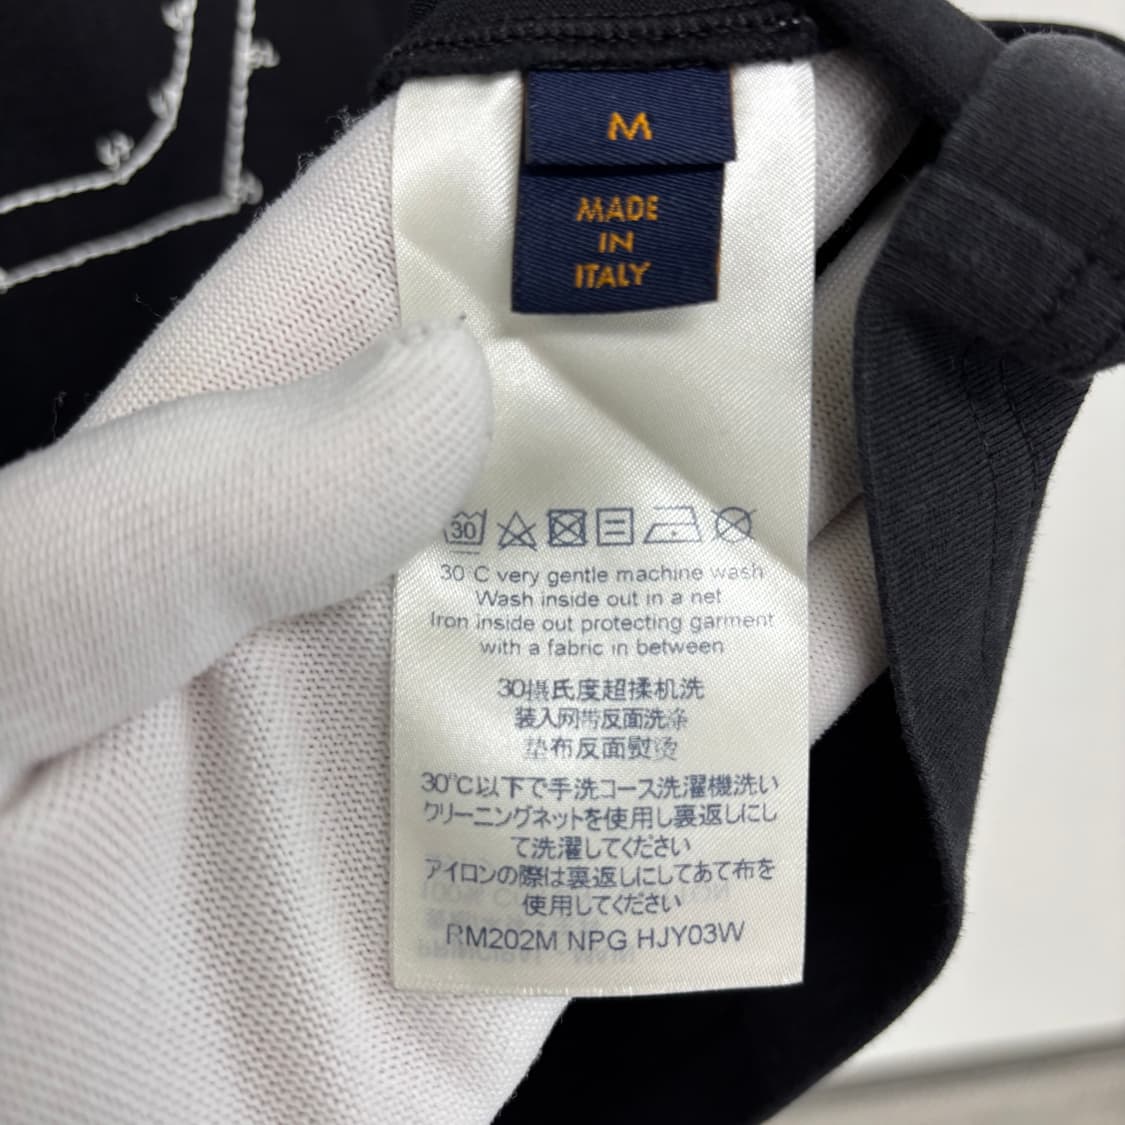 M
MADE
IN
ITALY
30
30°C very gentle machine wash
Wash inside out in a net
Iron inside out protecting garment
with a fabric in between
30摄氏度超揉机洗
装入网带反面洗涤
垫布反面熨烫
30℃以下で手洗コース洗濯機洗い
クリーニングネットを使用し裏返しにし
て洗濯してください
アイロンの際は裏返しにしてあて布を
使用してください
RM202M NPG HJY03W